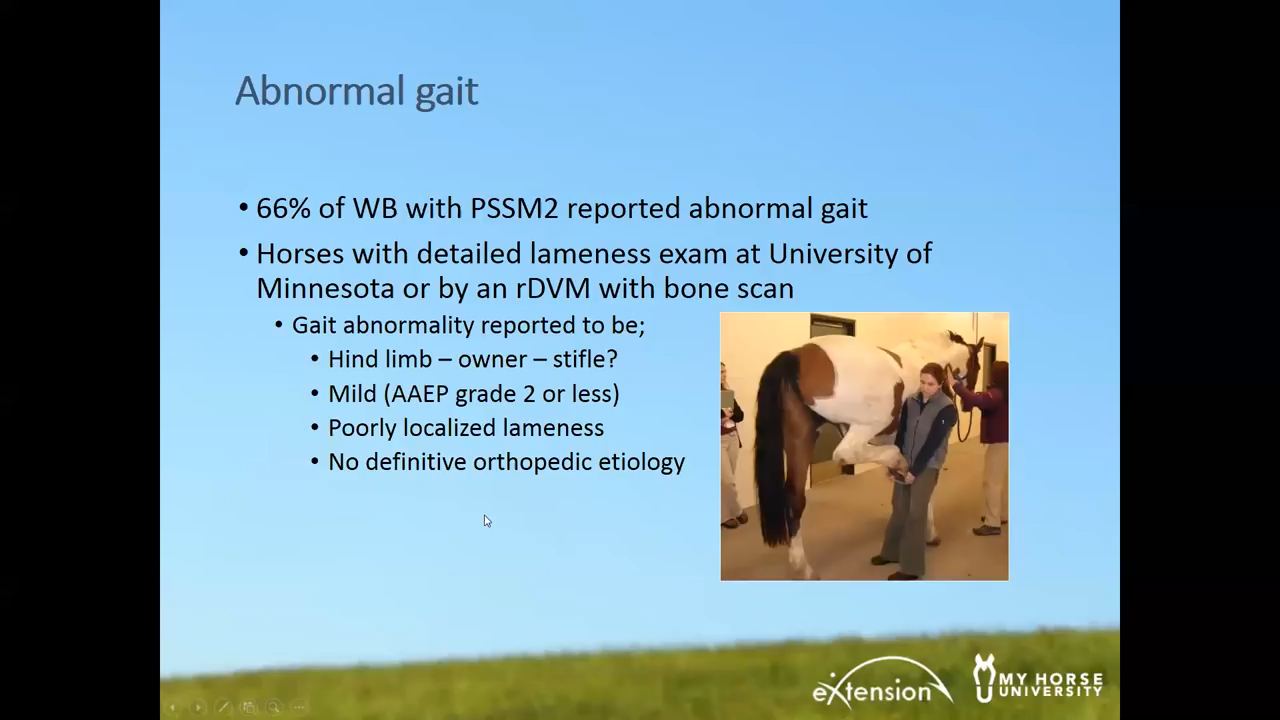 Abnormal gait
• 66% of WB with PSSM2 reported abnormal gait
• Horses with detailed lameness exam at University of
Minnesota or by an rDVM with bone scan
• Gait abnormality reported to be;
• Hind limb – owner – stifle?
• Mild (AAEP grade 2 or less)
• Poorly localized lameness
• No definitive orthopedic etiology
eXtension
MY HORSE
UNIVERSITY